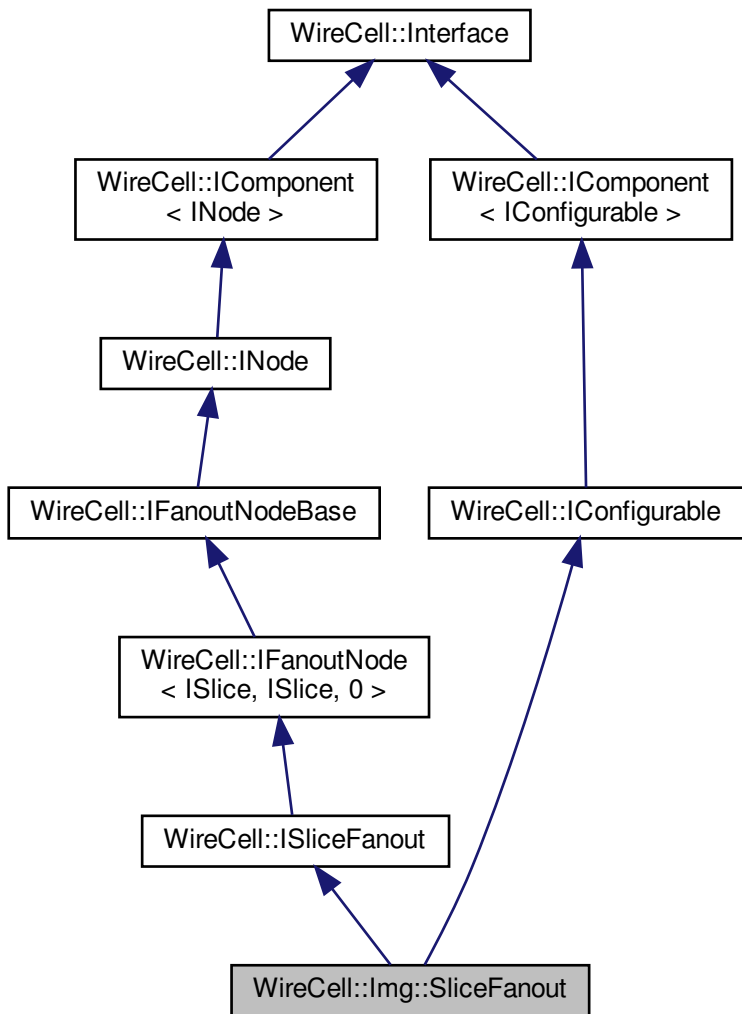 WireCell::Interface
WireCell::IComponent
< INode >
WireCell::IComponent
< IConfigurable >
WireCell::INode
WireCell::IFanoutNodeBase
WireCell::IConfigurable
WireCell::IFanoutNode
< ISlice, ISlice, 0 >
WireCell::ISliceFanout
WireCell::Img::SliceFanout